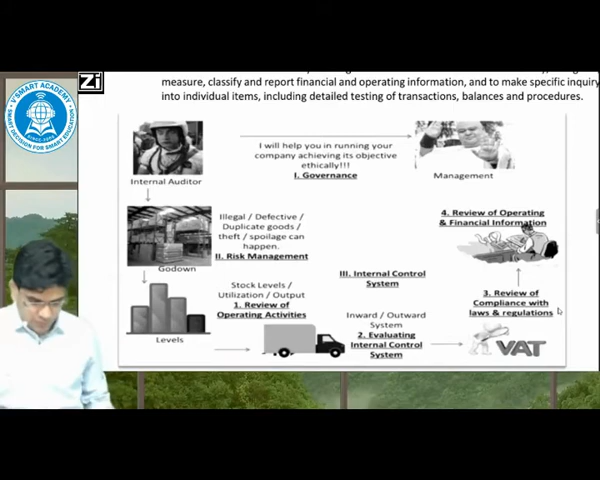 V'SMART ACADEMY
SMART DECISION FOR SMART EDUCATION
Zi
measure, classify and report financial and operating information, and to make specific inquiry
into individual items, including detailed testing of transactions, balances and procedures.
I will help you in running your
company achieving its objective
ethically!!!
I. Governance
Internal Auditor
Management
Illegal / Defective /
Duplicate goods /
theft / spoilage can
happen.
II. Risk Management
Godown
4. Review of Operating
& Financial Information
III. Internal Control
System
Stock Levels /
Utilization / Output
1. Review of
Operating Activities
3. Review of
Compliance with
laws & regulations
Levels
Inward / Outward
System
2. Evaluating
Internal Control
System
VAT